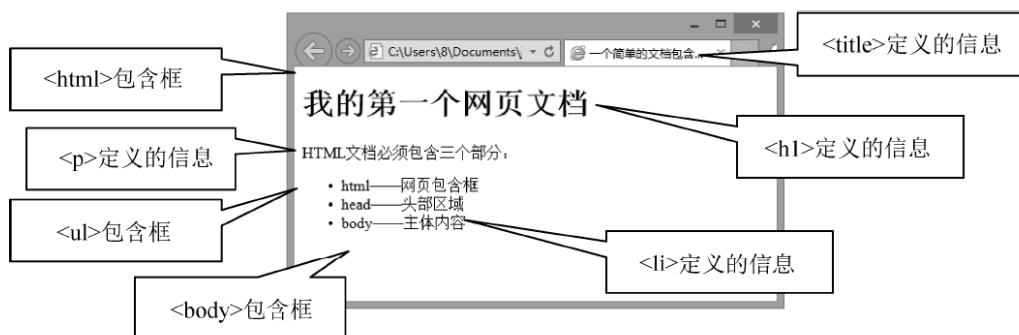 <title>定义的信息
C:\Users\8\Documents\j
一个简单的文档包含...
<html>包含框
我的第一个网页文档
<h1>定义的信息
<p>定义的信息
HTML文档必须包含三个部分：
• html——网页包含框
• head——头部区域
• body——主体内容
<ul>包含框
<li>定义的信息
<body>包含框